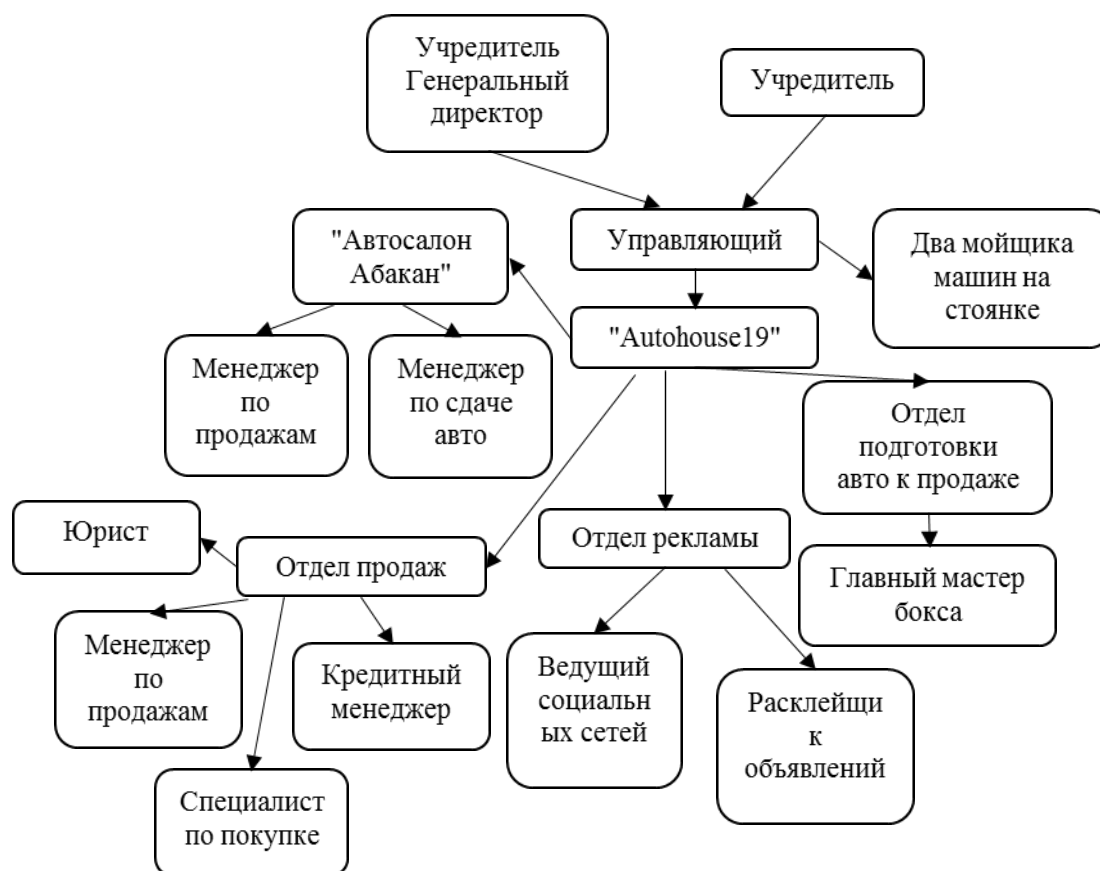 Учредитель
Генеральный
директор
Учредитель
"Автосалон
Абакан"
Управляющий
Два мойщика
машин на
стоянке
"Autohouse19"
Менеджер
по
продажам
Менеджер
по сдаче
авто
Отдел
подготовки
авто к продаже
Юрист
Отдел продаж
Отдел рекламы
Главный мастер
бокса
Менеджер
по
продажам
Кредитный
менеджер
Ведущий
социальн
ых сетей
Расклейщи
к
объявлений
Специалист
по покупке